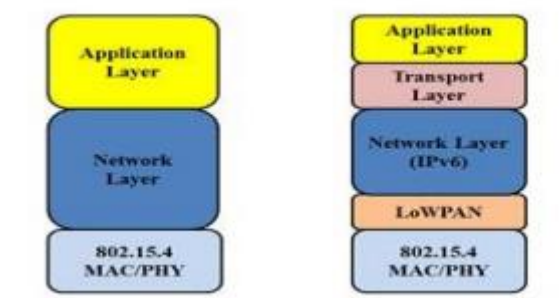 Application
Layer
Network
Layer
802.15.4
MAC/PHY
Application
Layer
Transport
Layer
Network Layer
(IPv6)
LoWPAN
802.15.4
MAC/PHY